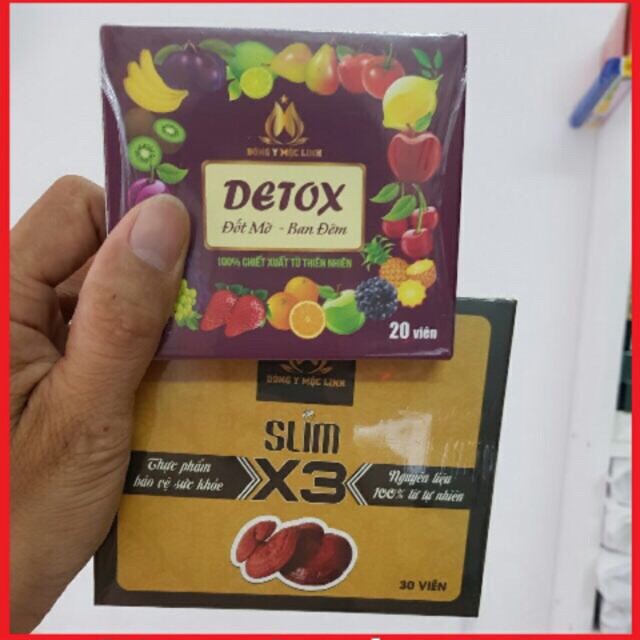 ĐÔNG Y MỘC LINH
DETOX
Đốt Mỡ - Ban Đêm
100% CHIẾT XUẤT TỪ THIÊN NHIÊN
20 viên
ĐÔNG Y MỘC LINH
SLIM
X3
Thực phẩm
bảo vệ sức khỏe
Nguyên liệu
100% từ tự nhiên
30 VIÊN